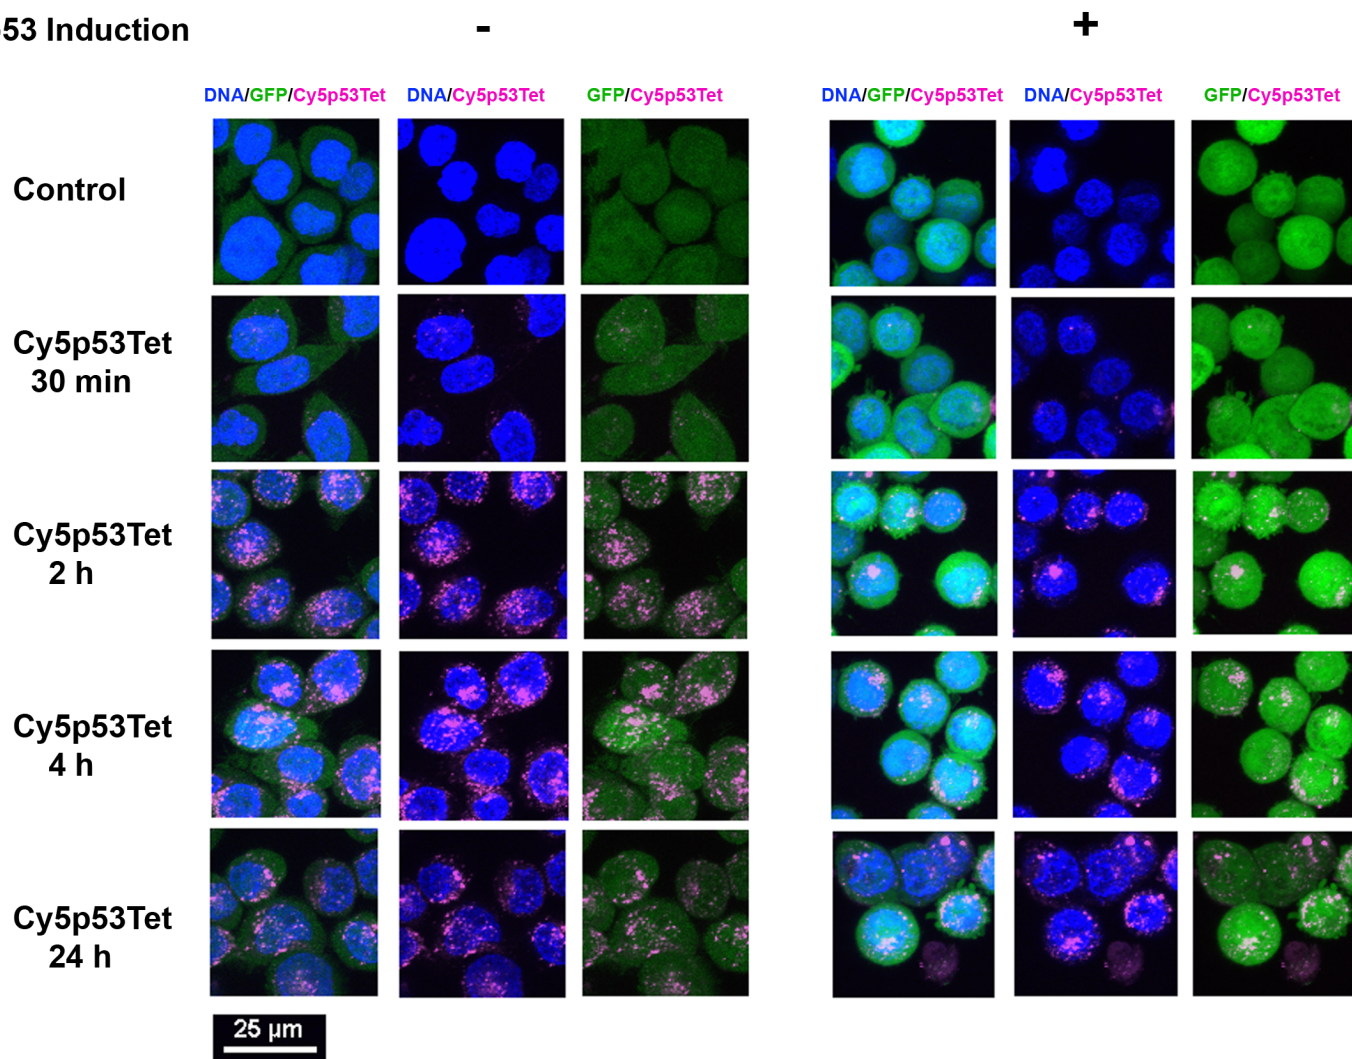 53 Induction - +
DNA/GFP/Cy5p53Tet DNA/Cy5p53Tet GFP/Cy5p53Tet DNA/GFP/Cy5p53Tet DNA/Cy5p53Tet GFP/Cy5p53Tet
Control
Cy5p53Tet
30 min
Cy5p53Tet
2 h
Cy5p53Tet
4 h
Cy5p53Tet
24 h
25 µm